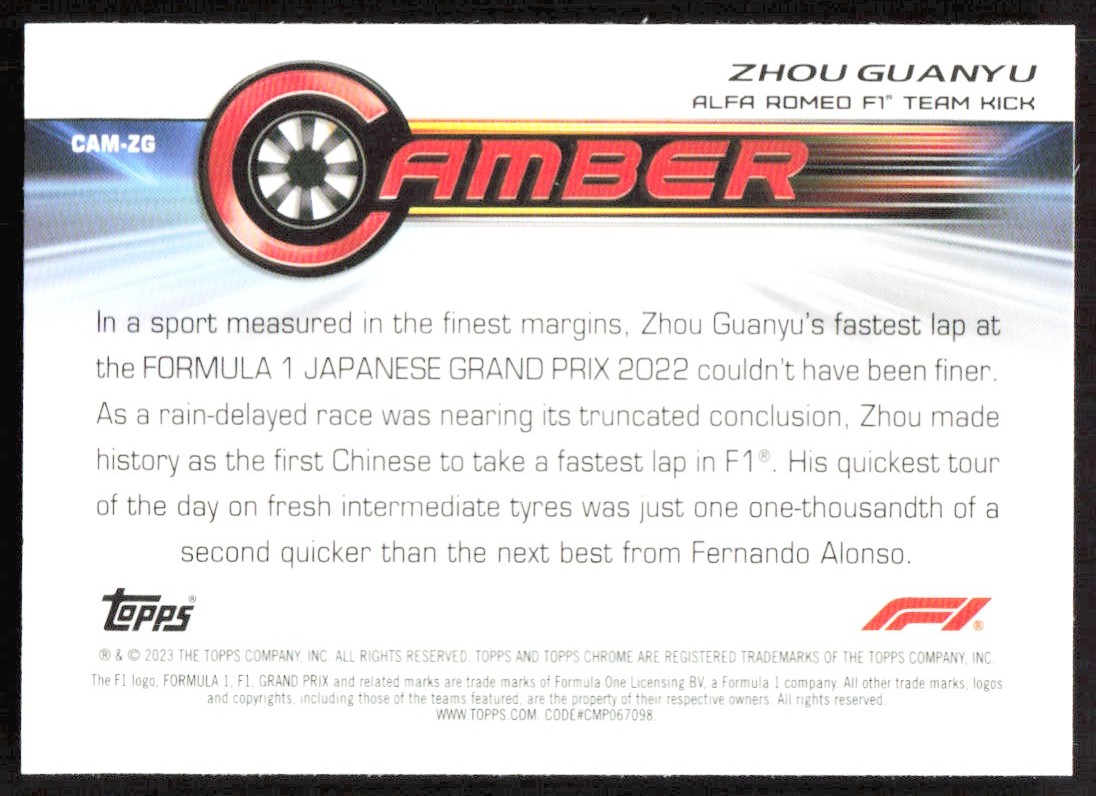 ZHOU GUANYU
ALFA ROMEO F1® TEAM KICK
CAM-ZG
CAMBER
In a sport measured in the finest margins, Zhou Guanyu's fastest lap at
the FORMULA 1 JAPANESE GRAND PRIX 2022 couldn't have been finer.
As a rain-delayed race was nearing its truncated conclusion, Zhou made
history as the first Chinese to take a fastest lap in F1®. His quickest tour
of the day on fresh intermediate tyres was just one one-thousandth of a
second quicker than the next best from Fernando Alonso.
Topps®
F1®
® & © 2023 THE TOPPS COMPANY, INC. ALL RIGHTS RESERVED. TOPPS AND TOPPS CHROME ARE REGISTERED TRADEMARKS OF THE TOPPS COMPANY, INC.
The F1 logo, FORMULA 1, F1, GRAND PRIX and related marks are trade marks of Formula One Licensing BV, a Formula 1 company. All other trade marks, logos
and copyrights, including those of the teams featured, are the property of their respective owners. All rights reserved.
WWW.TOPPS.COM. CODE#CMP067098